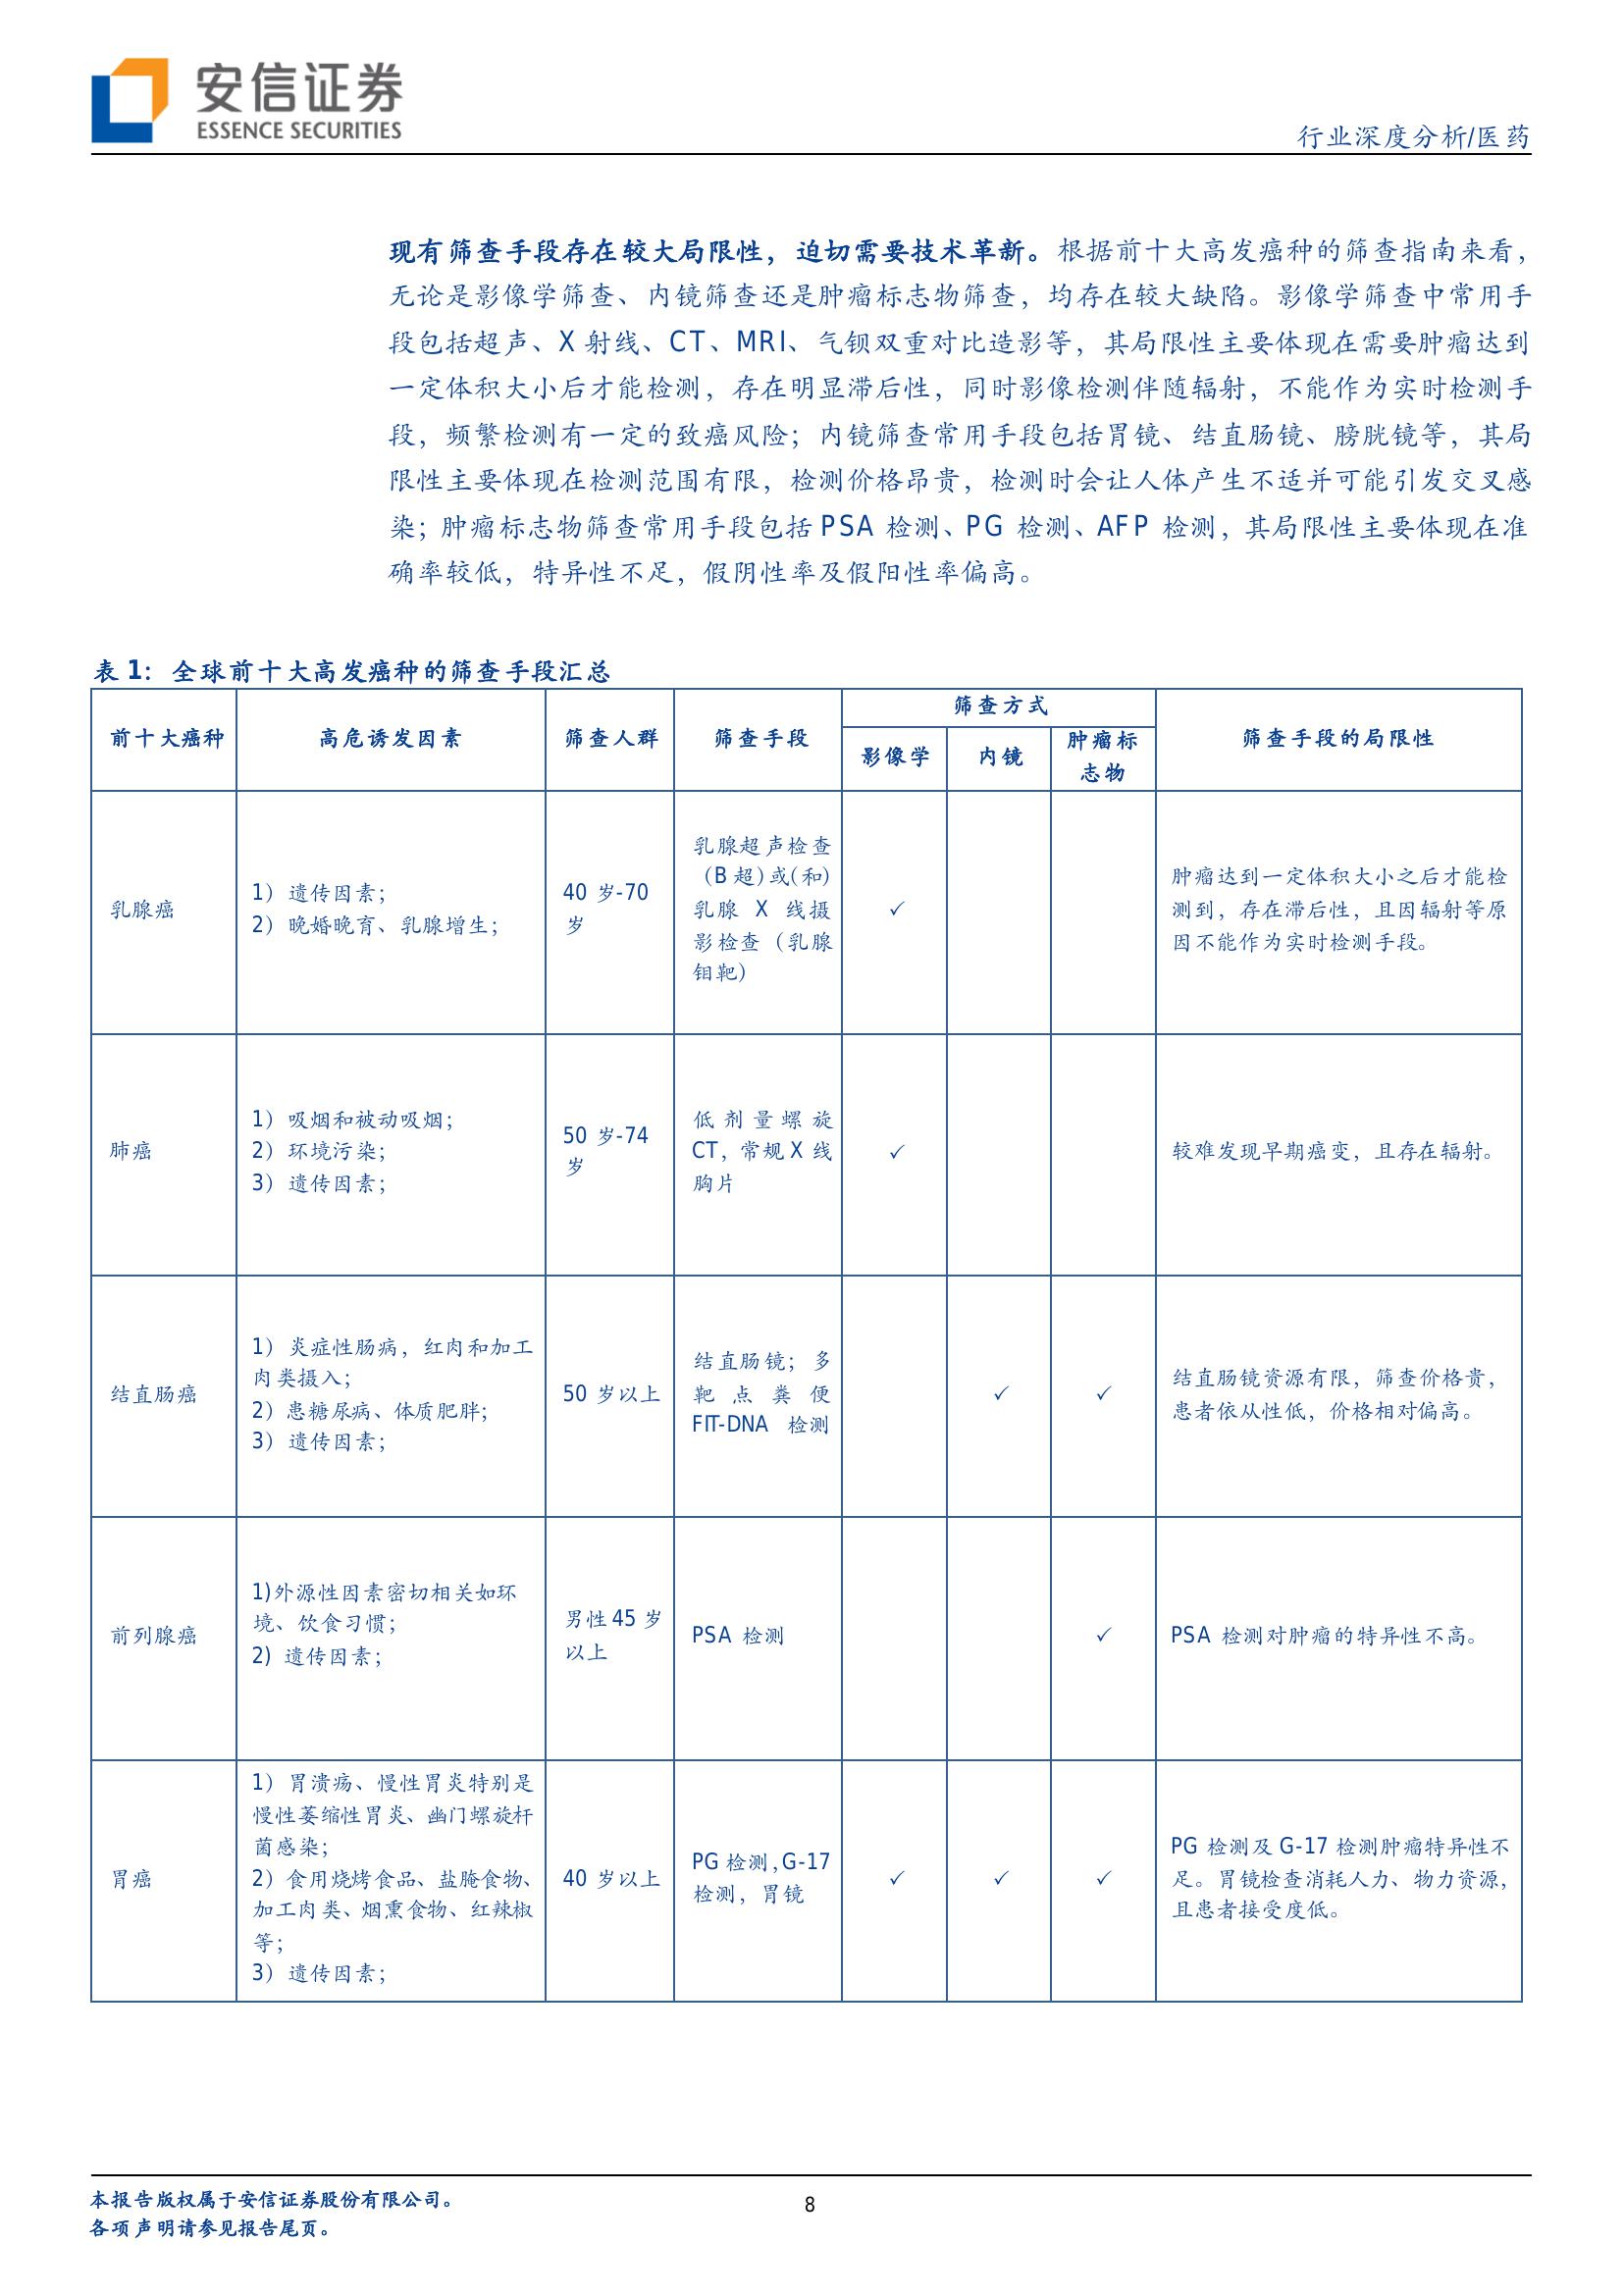 安信证券
ESSENCE SECURITIES
行业深度分析/医药
现有筛查手段存在较大局限性，迫切需要技术革新。根据前十大高发癌种的筛查指南来看，
无论是影像学筛查、内镜筛查还是肿瘤标志物筛查，均存在较大缺陷。影像学筛查中常用手
段包括超声、X 射线、CT、MRI、气钡双重对比造影等，其局限性主要体现在需要肿瘤达到
一定体积大小后才能检测，存在明显滞后性，同时影像检测伴随辐射，不能作为实时检测手
段，频繁检测有一定的致癌风险；内镜筛查常用手段包括胃镜、结直肠镜、膀胱镜等，其局
限性主要体现在检测范围有限，检测价格昂贵，检测时会让人体产生不适并可能引发交叉感
染；肿瘤标志物筛查常用手段包括 PSA 检测、PG 检测、AFP 检测，其局限性主要体现在准
确率较低，特异性不足，假阴性率及假阳性率偏高。
表 1：全球前十大高发癌种的筛查手段汇总
前十大癌种
高危诱发因素
筛查人群
筛查手段
筛查方式
影像学
内镜
肿瘤标
志物
筛查手段的局限性
乳腺癌
1）遗传因素；
2）晚婚晚育、乳腺增生；
40 岁-70
岁
乳腺超声检查
（B 超）或（和）
乳腺 X 线摄
影检查（乳腺
钼靶）
✓
肿瘤达到一定体积大小之后才能检
测到，存在滞后性，且因辐射等原
因不能作为实时检测手段。
肺癌
1）吸烟和被动吸烟；
2）环境污染；
3）遗传因素；
50 岁-74
岁
低剂量螺旋
CT，常规 X 线
胸片
✓
较难发现早期癌变，且存在辐射。
结直肠癌
1）炎症性肠病，红肉和加工
肉类摄入；
2）患糖尿病、体质肥胖；
3）遗传因素；
50 岁以上
结直肠镜；多
靶点粪便
FIT-DNA 检测
✓
✓
结直肠镜资源有限，筛查价格贵，
患者依从性低，价格相对偏高。
前列腺癌
1)外源性因素密切相关如环
境、饮食习惯；
2) 遗传因素；
男性 45 岁
以上
PSA 检测
✓
PSA 检测对肿瘤的特异性不高。
胃癌
1）胃溃疡、慢性胃炎特别是
慢性萎缩性胃炎、幽门螺旋杆
菌感染；
2）食用烧烤食品、盐腌食物、
加工肉类、烟熏食物、红辣椒
等；
3）遗传因素；
40 岁以上
PG 检测，G-17
检测，胃镜
✓
✓
✓
PG 检测及 G-17 检测肿瘤特异性不
足。胃镜检查消耗人力、物力资源，
且患者接受度低。
本报告版权属于安信证券股份有限公司。
各项声明请参见报告尾页。
8